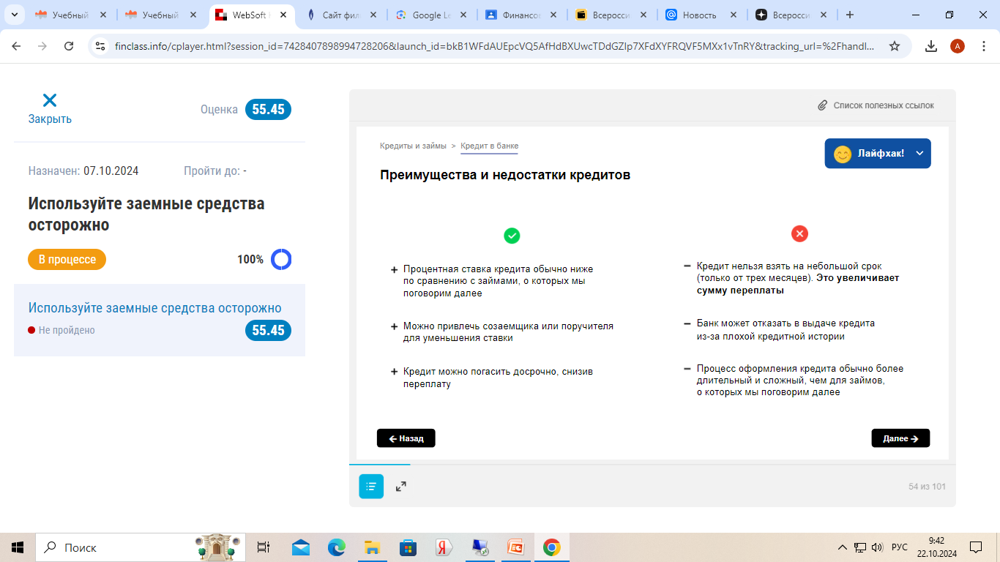 Учебный
Учебный
WebSoft
Сайт фил
Google Le
Финансов
Всеросси
Новость
Всеросси
finclass.info/cplayer.html?session_id=7428407898994728206&launch_id=bkB1WFdAUEpcVQ5AfHdBXUwcTDdGZlp7XFdXYFRQVF5MXx1vTnRY&tracking_url=%2Fhandl...
A
Закрыть
Оценка 55.45
Назначен: 07.10.2024 Пройти до: -
Используйте заемные средства
осторожно
В процессе 100%
Используйте заемные средства осторожно
Не пройдено 55.45
Список полезных ссылок
Кредиты и займы > Кредит в банке
Лайфхак!
Преимущества и недостатки кредитов
+ Процентная ставка кредита обычно ниже
по сравнению с займами, о которых мы
поговорим далее
+ Можно привлечь созаемщика или поручителя
для уменьшения ставки
+ Кредит можно погасить досрочно, снизив
переплату
− Кредит нельзя взять на небольшой срок
(только от трех месяцев). Это увеличивает
сумму переплаты
− Банк может отказать в выдаче кредита
из-за плохой кредитной истории
− Процесс оформления кредита обычно более
длительный и сложный, чем для займов,
о которых мы поговорим далее
← Назад
Далее →
54 из 101
Поиск
РУС
9:42
22.10.2024